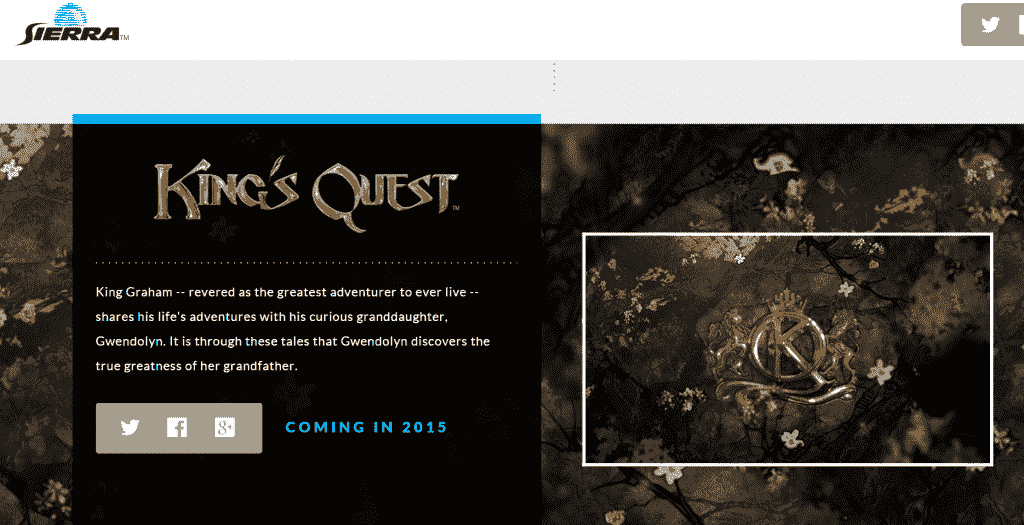 SIERRA™
KING'S QUEST™
King Graham -- revered as the greatest adventurer to ever live --
shares his life's adventures with his curious granddaughter,
Gwendolyn. It is through these tales that Gwendolyn discovers the
true greatness of her grandfather.
g+
COMING IN 2015
KQ